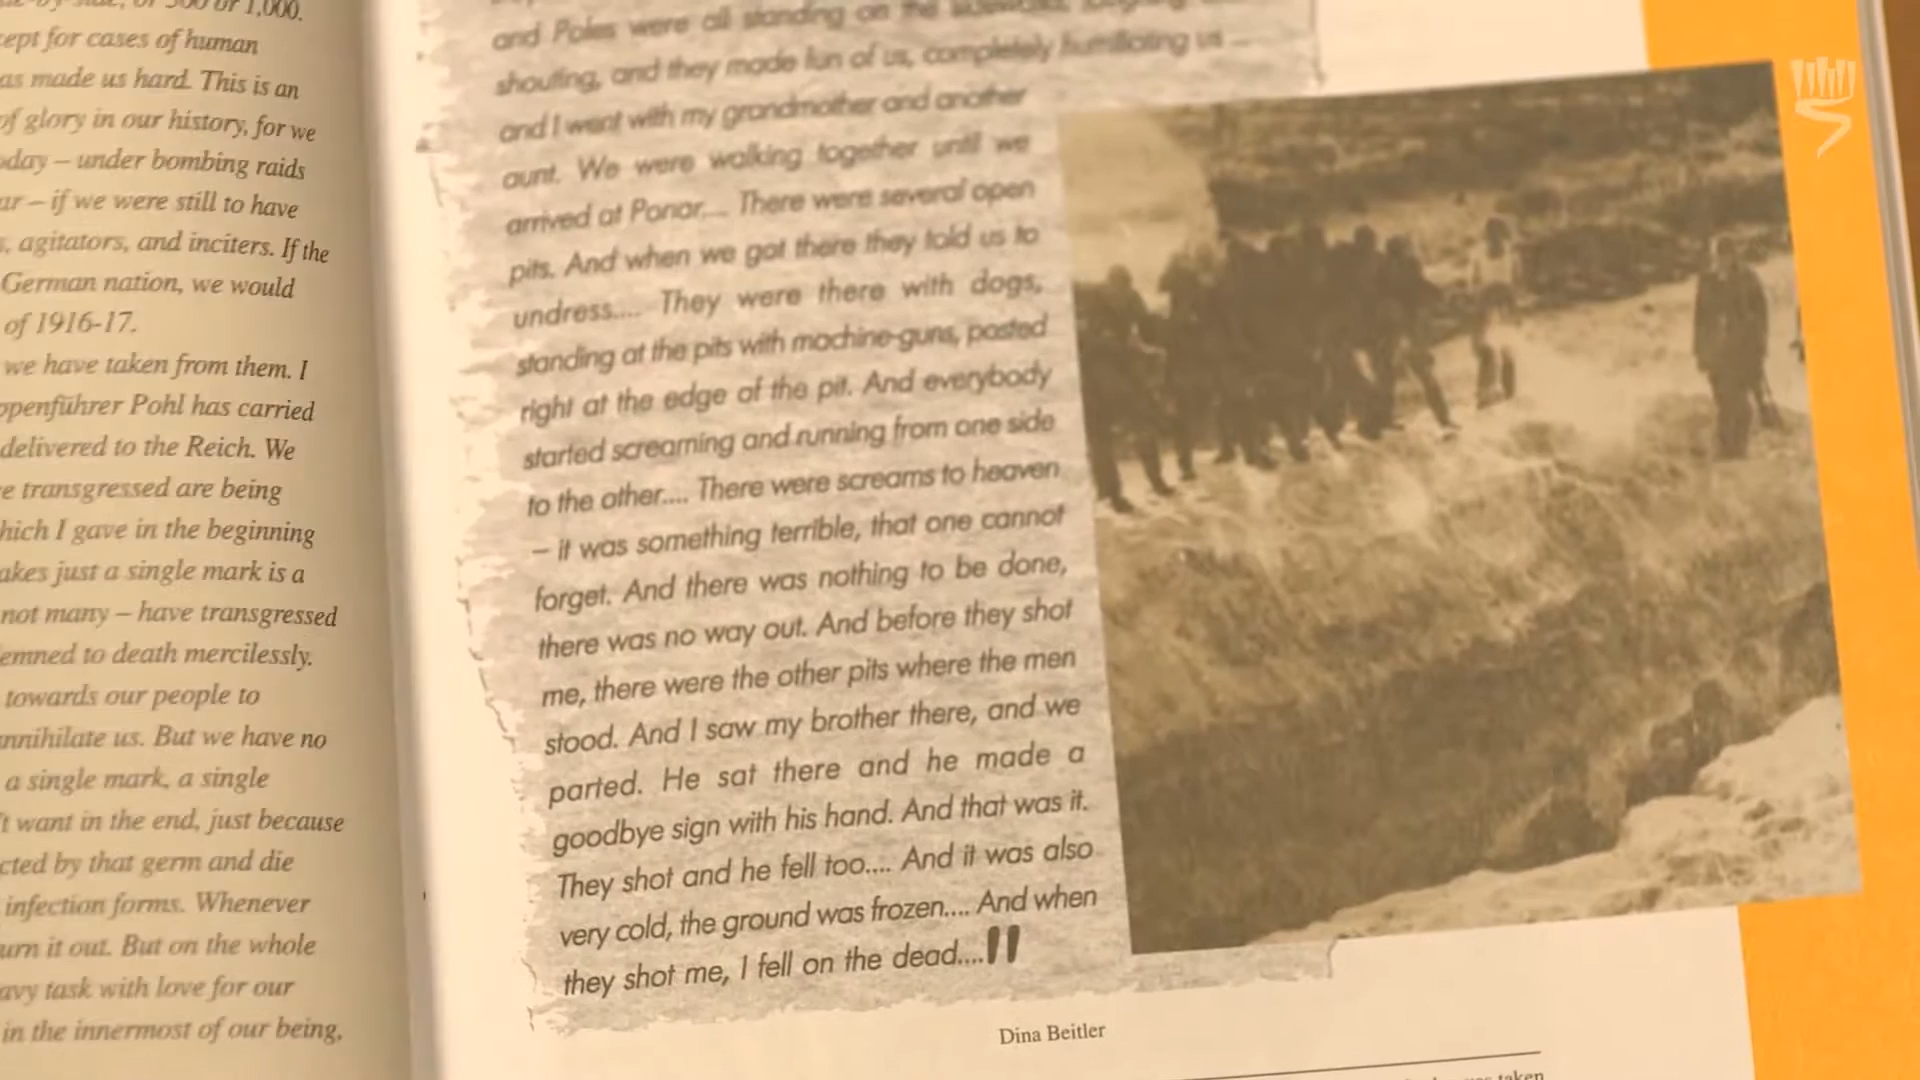 side-by-side, or 500 or 1,000.
ept for cases of human
as made us hard. This is an
of glory in our history, for we
day – under bombing raids
ar – if we were still to have
, agitators, and inciters. If the
German nation, we would
of 1916-17.
we have taken from them. I
ppenführer Pohl has carried
delivered to the Reich. We
e transgressed are being
hich I gave in the beginning
akes just a single mark is a
not many – have transgressed
emned to death mercilessly.
towards our people to
nnihilate us. But we have no
a single mark, a single
't want in the end, just because
cted by that germ and die
infection forms. Whenever
urn it out. But on the whole
avy task with love for our
in the innermost of our being,
and Poles were all standing on the
shouting, and they made fun of us, completely humiliating us ...
and I went with my grandmother and another
aunt. We were walking together until we
arrived at Ponar.... There were several open
pits. And when we got there they told us to
undress.... They were there with dogs,
standing at the pits with machine-guns, posted
right at the edge of the pit. And everybody
started screaming and running from one side
to the other.... There were screams to heaven
– it was something terrible, that one cannot
forget. And there was nothing to be done,
there was no way out. And before they shot
me, there were the other pits where the men
stood. And I saw my brother there, and we
parted. He sat there and he made a
goodbye sign with his hand. And that was it.
They shot and he fell too.... And it was also
very cold, the ground was frozen.... And when
they shot me, I fell on the dead...."
Dina Beitler
taken